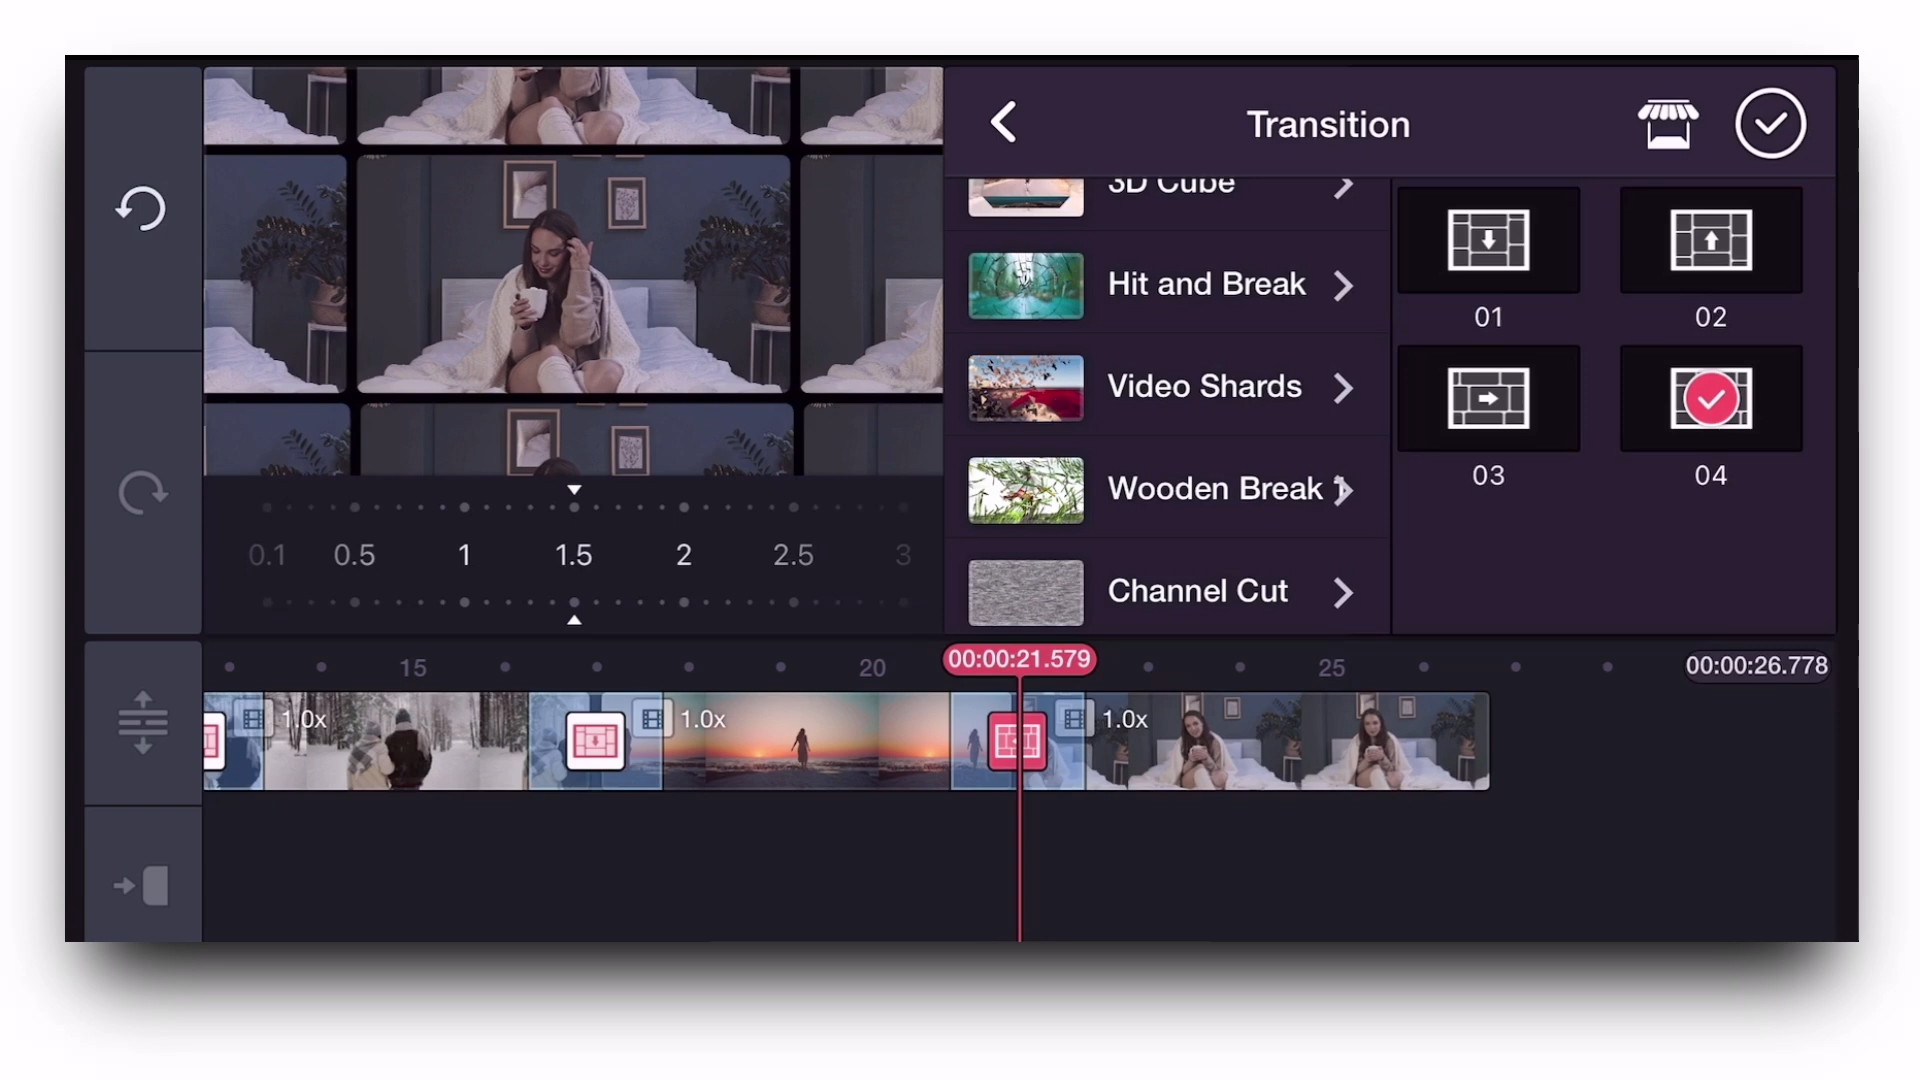 Transition
3D Cube
Hit and Break
Video Shards
Wooden Break
Channel Cut
01
02
03
04
0.1 0.5 1 1.5 2 2.5 3
15 20 00:00:21.579 25 00:00:26.778
1.0x 1.0x 1.0x